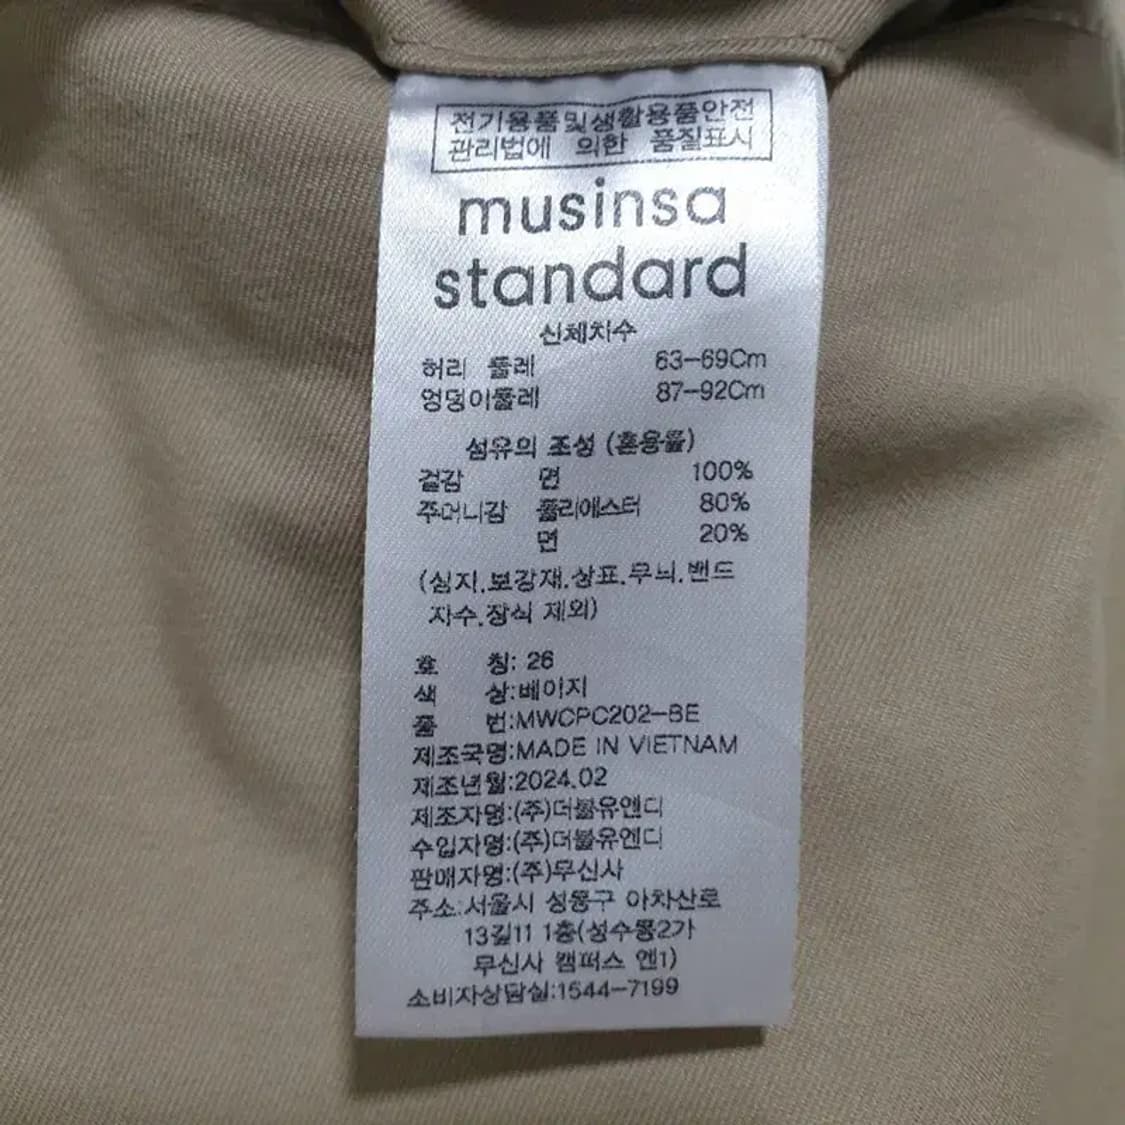 전기용품및생활용품안전
관리법에 의한 품질표시
musinsa
standard
신체치수
허리 둘레 63-69Cm
엉덩이둘레 87-92Cm
섬유의 조성 (혼용률)
겉감 면 100%
주머니감 폴리에스터 80%
면 20%
(심지.보강재.상표.무늬.밴드
자수.장식 제외)
호 칭: 26
색 상:베이지
품 번:MWCPC202-BE
제조국명:MADE IN VIETNAM
제조년월:2024.02
제조자명:(주)더블유앤디
수입자명:(주)더블유앤디
판매자명:(주)무신사
주소:서울시 성동구 아차산로
13길11 1층(성수동2가
무신사 캠퍼스 엔1)
소비자상담실:1544-7199